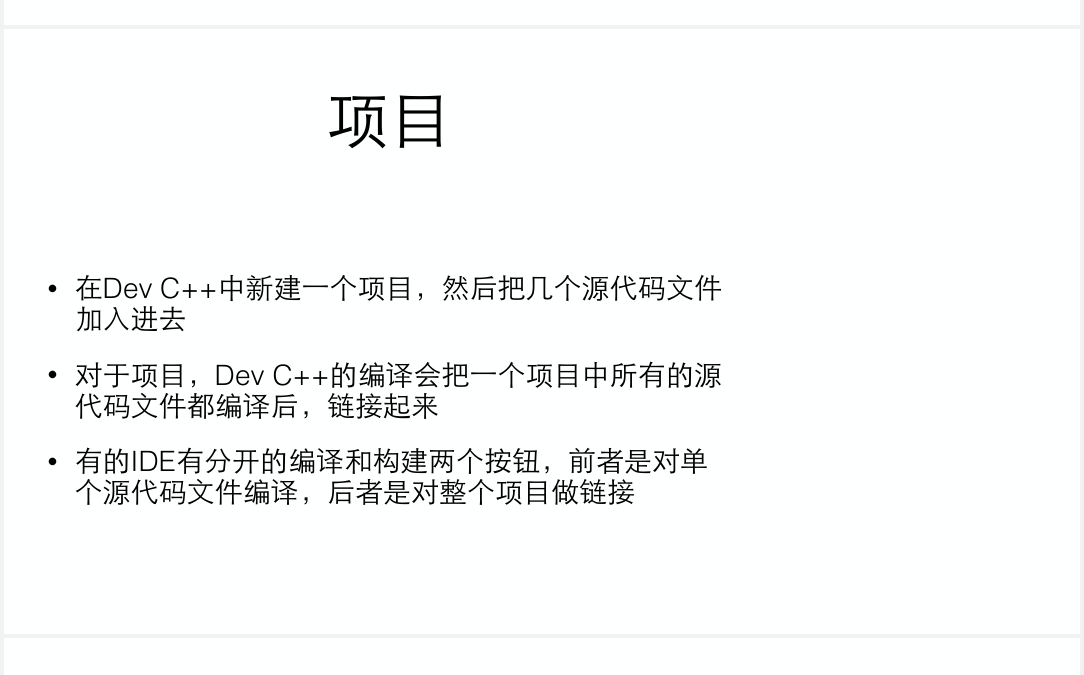 项目
• 在Dev C++中新建一个项目，然后把几个源代码文件
加入进去
• 对于项目，Dev C++的编译会把一个项目中所有的源
代码文件都编译后，链接起来
• 有的IDE有分开的编译和构建两个按钮，前者是对单
个源代码文件编译，后者是对整个项目做链接